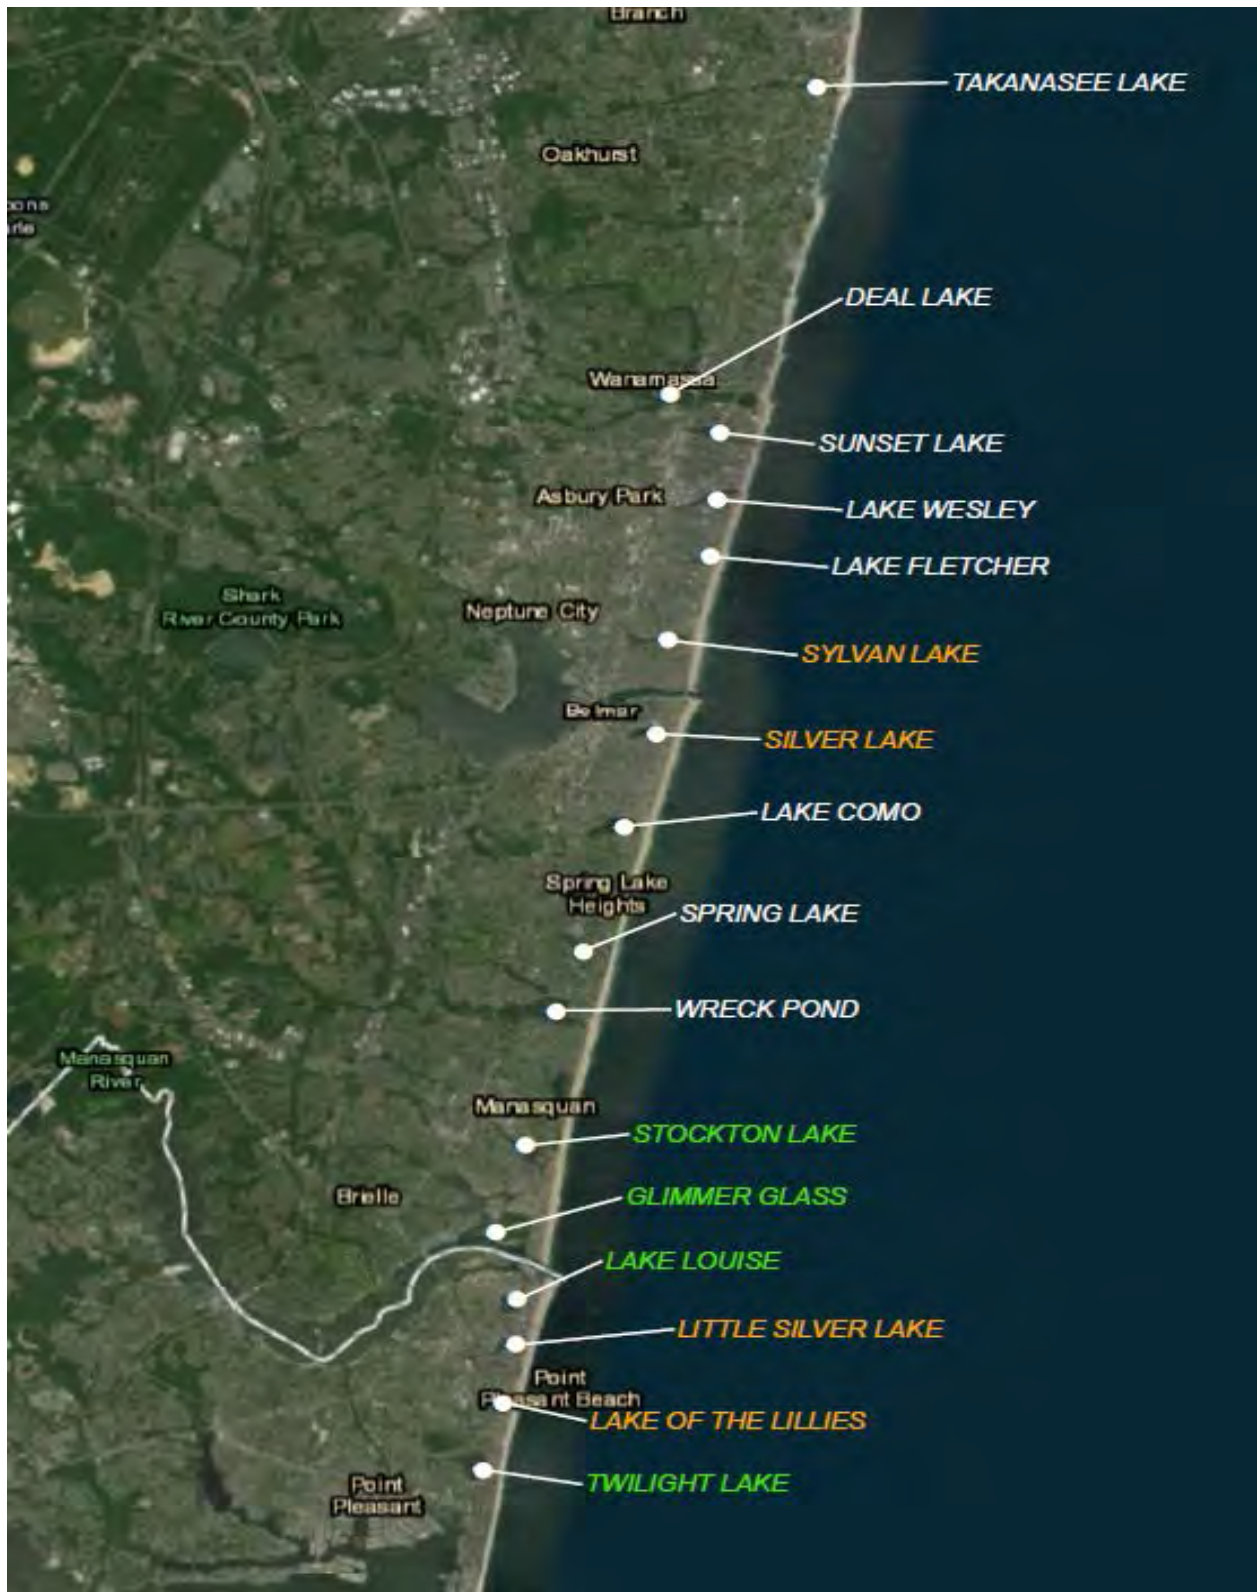 Branch
TAKANASEE LAKE
Oakhurst
DEAL LAKE
Wanamassa
SUNSET LAKE
Asbury Park
LAKE WESLEY
LAKE FLETCHER
Shark
River County Park
Neptune City
SYLVAN LAKE
Belmar
SILVER LAKE
LAKE COMO
Spring Lake
Heights
SPRING LAKE
WRECK POND
Manasquan
River
Manasquan
STOCKTON LAKE
Brielle
GLIMMER GLASS
LAKE LOUISE
LITTLE SILVER LAKE
Point
Pleasant Beach
LAKE OF THE LILLIES
Point
Pleasant
TWILIGHT LAKE